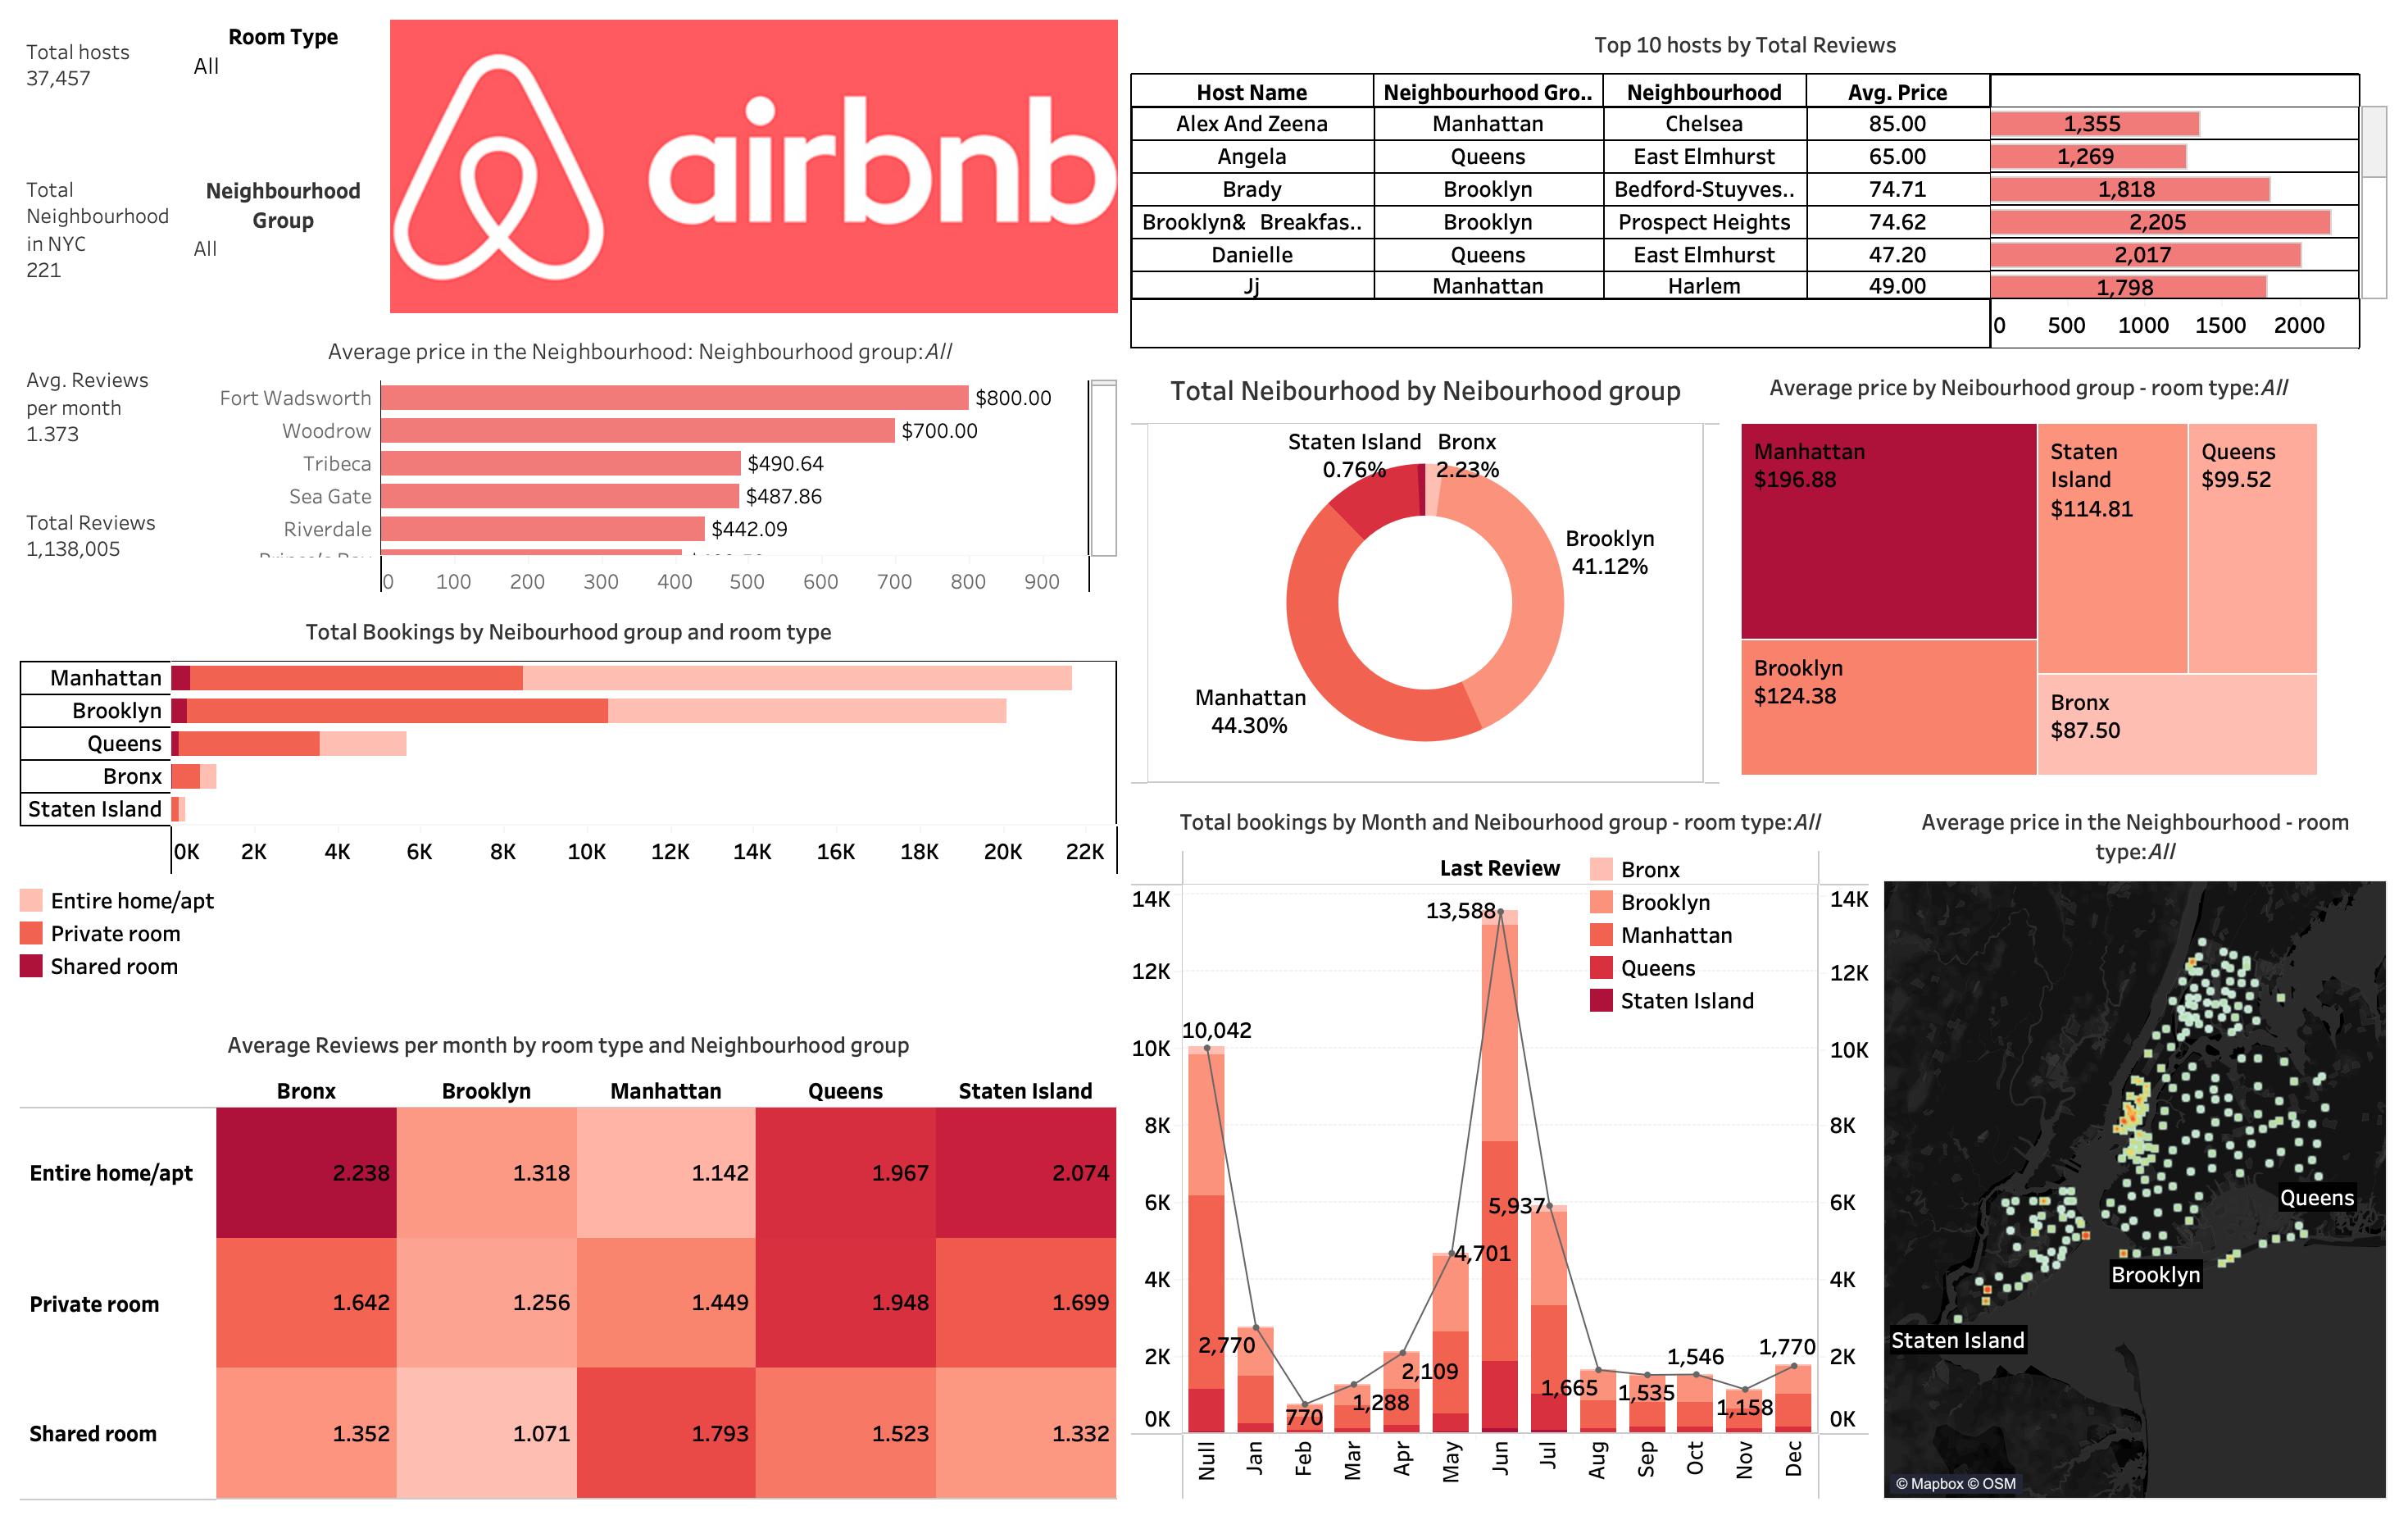 Total hosts
37,457
Room Type
All
Total
Neighbourhood
in NYC
221
Neighbourhood
Group
All
airbnb
Top 10 hosts by Total Reviews
Host Name Neighbourhood Gro.. Neighbourhood Avg. Price
Alex And Zeena Manhattan Chelsea 85.00 1,355
Angela Queens East Elmhurst 65.00 1,269
Brady Brooklyn Bedford-Stuyves.. 74.71 1,818
Brooklyn& Breakfas.. Brooklyn Prospect Heights 74.62 2,205
Danielle Queens East Elmhurst 47.20 2,017
Jj Manhattan Harlem 49.00 1,798
0 500 1000 1500 2000
Avg. Reviews
per month
1.373
Total Reviews
1,138,005
Average price in the Neighbourhood: Neighbourhood group:All
Fort Wadsworth $800.00
Woodrow $700.00
Tribeca $490.64
Sea Gate $487.86
Riverdale $442.09
0 100 200 300 400 500 600 700 800 900
Total Neibourhood by Neibourhood group
Staten Island
0.76%
Bronx
2.23%
Brooklyn
41.12%
Manhattan
44.30%
Average price by Neibourhood group - room type:All
Manhattan
$196.88
Staten
Island
$114.81
Queens
$99.52
Brooklyn
$124.38
Bronx
$87.50
Total Bookings by Neibourhood group and room type
Manhattan
Brooklyn
Queens
Bronx
Staten Island
0K 2K 4K 6K 8K 10K 12K 14K 16K 18K 20K 22K
Entire home/apt
Private room
Shared room
Average Reviews per month by room type and Neighbourhood group
Bronx Brooklyn Manhattan Queens Staten Island
Entire home/apt 2.238 1.318 1.142 1.967 2.074
Private room 1.642 1.256 1.449 1.948 1.699
Shared room 1.352 1.071 1.793 1.523 1.332
Total bookings by Month and Neibourhood group - room type:All
Last Review
Bronx
Brooklyn
Manhattan
Queens
Staten Island
14K
12K
10K
8K
6K
4K
2K
0K
10,042
2,770
770
1,288
2,109
4,701
13,588
5,937
1,665
1,535
1,546
1,158
1,770
14K
12K
10K
8K
6K
4K
2K
0K
Null Jan Feb Mar Apr May Jun Jul Aug Sep Oct Nov Dec
Average price in the Neighbourhood - room
type:All
Queens
Brooklyn
Staten Island
© Mapbox © OSM